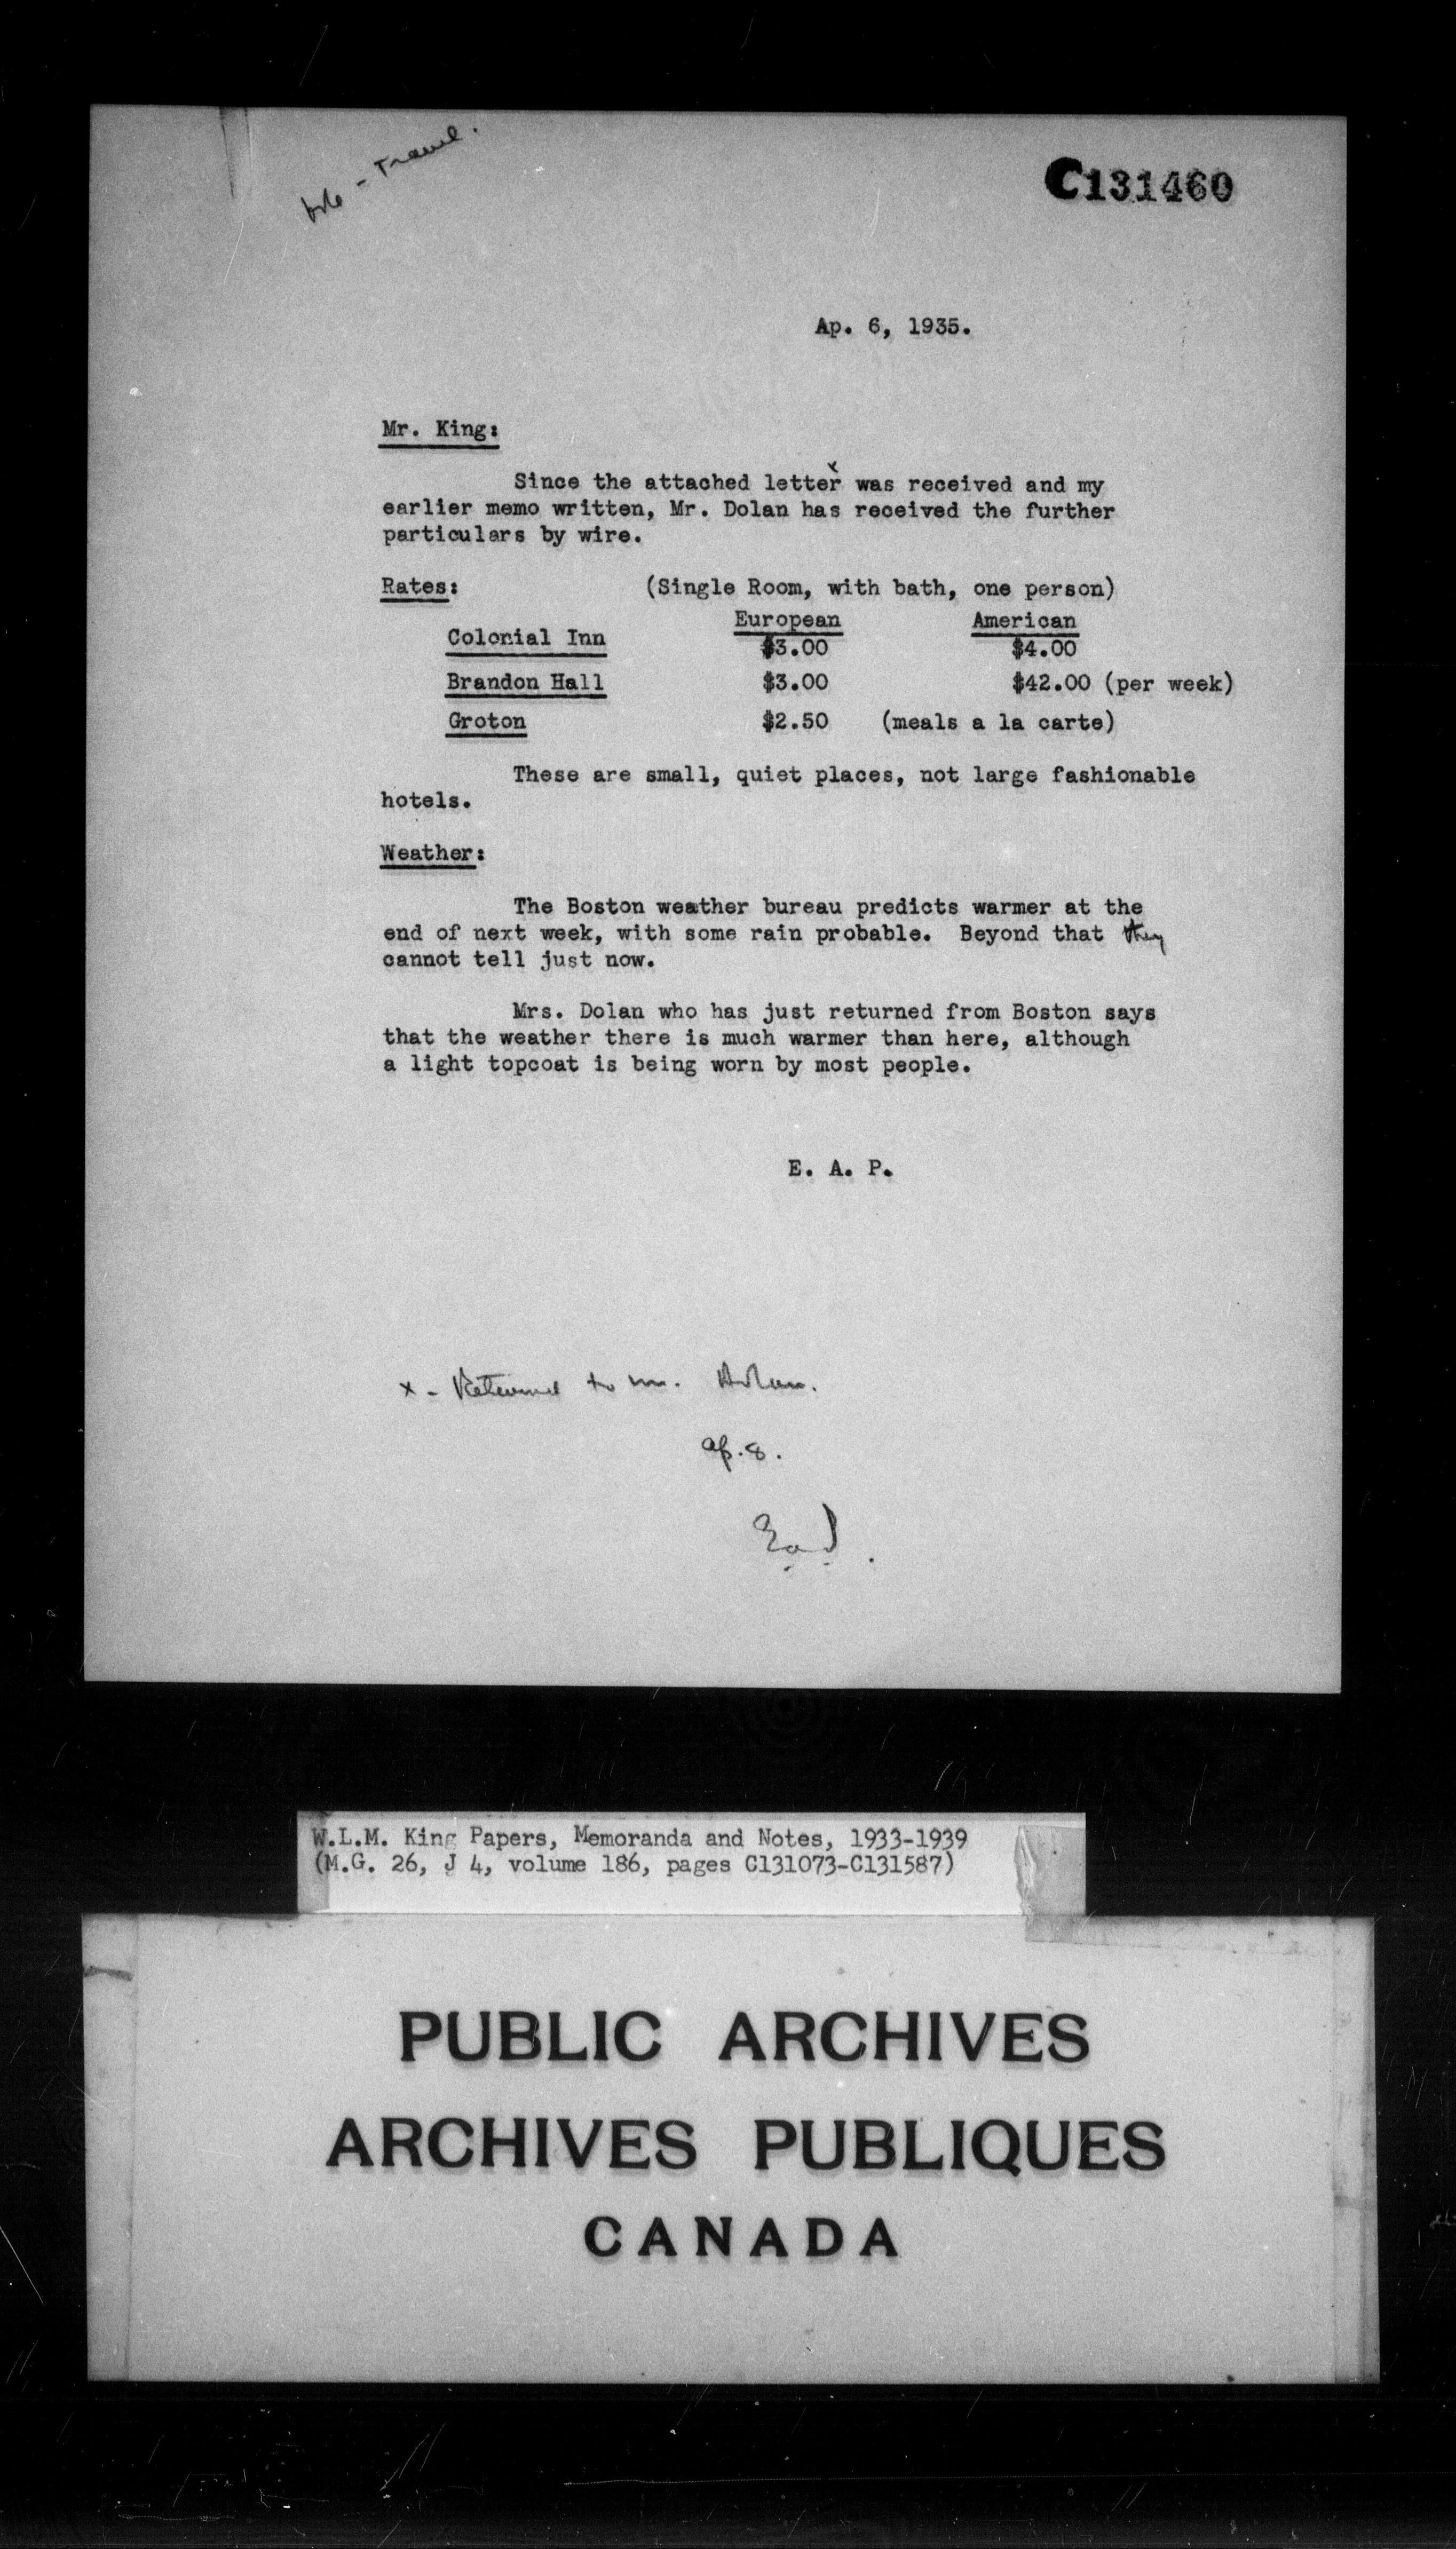 - Travel.
C131460
Ap. 6, 1935.
Mr. King:
x
Since the attached letter was received and my
earlier memo written, Mr. Dolan has received the further
particulars by wire.
Rates: (Single Room, with bath, one person)
European American
Colonial Inn $3.00 $4.00
Brandon Hall $3.00 $42.00 (per week)
Groton $2.50 (meals a la carte)
These are small, quiet places, not large fashionable
hotels.
Weather:
The Boston weather bureau predicts warmer at the
end of next week, with some rain probable. Beyond that they
cannot tell just now.
Mrs. Dolan who has just returned from Boston says
that the weather there is much warmer than here, although
a light topcoat is being worn by most people.
E. A. P.
x - Returned to Mr. Dolan.
Ap. 8.
W.L.M. King Papers, Memoranda and Notes, 1933-1939
(M.G. 26, J 4, volume 186, pages C131073-C131587)
PUBLIC ARCHIVES
ARCHIVES PUBLIQUES
CANADA